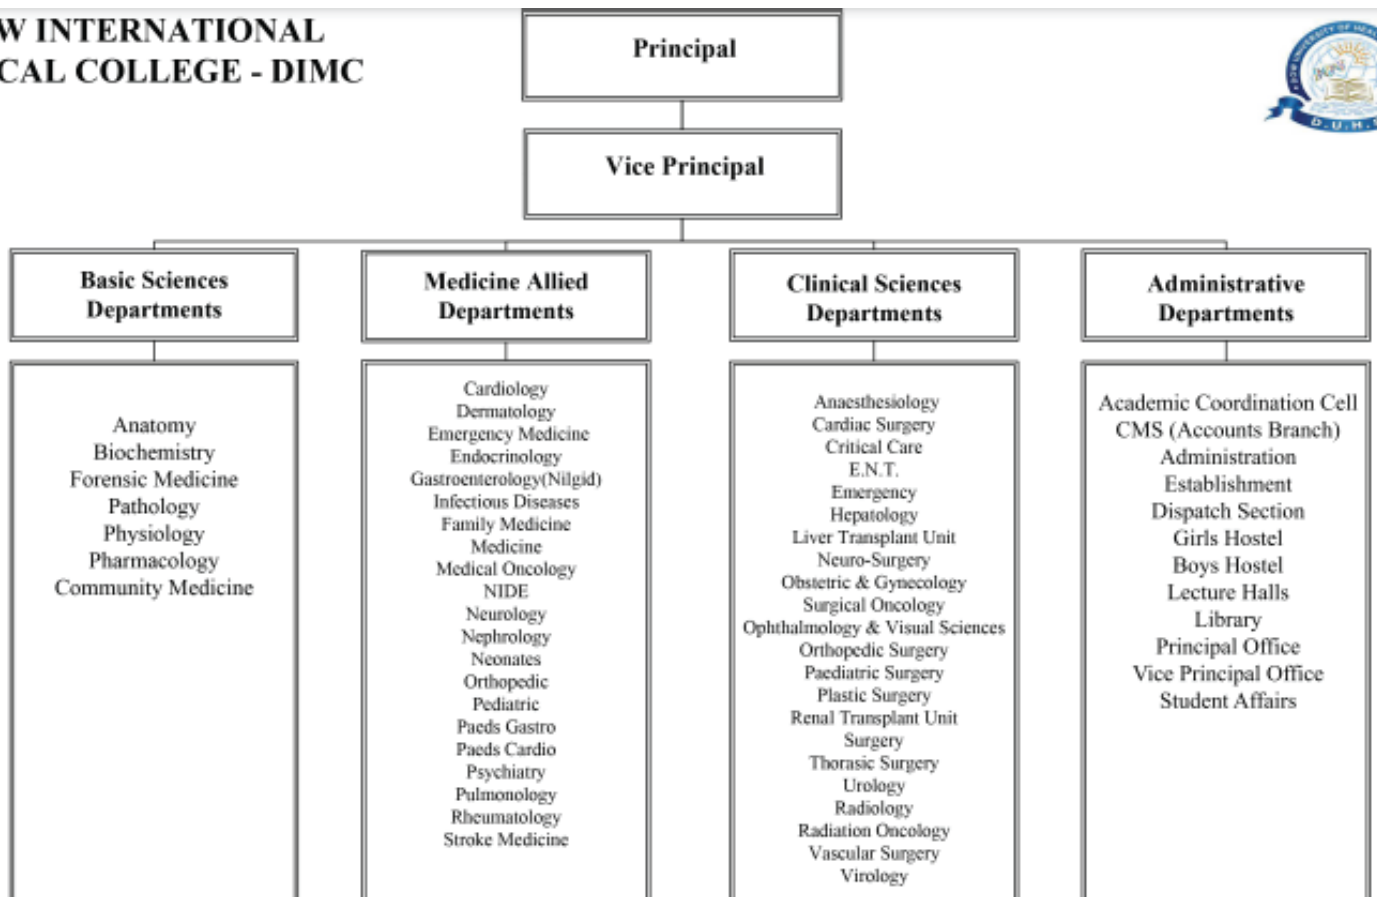 W INTERNATIONAL
CAL COLLEGE - DIMC
Principal
Vice Principal
Basic Sciences
Departments
Anatomy
Biochemistry
Forensic Medicine
Pathology
Physiology
Pharmacology
Community Medicine
Medicine Allied
Departments
Cardiology
Dermatology
Emergency Medicine
Endocrinology
Gastroenterology(Nilgid)
Infectious Diseases
Family Medicine
Medicine
Medical Oncology
NIDE
Neurology
Nephrology
Neonates
Orthopedic
Pediatric
Paeds Gastro
Paeds Cardio
Psychiatry
Pulmonology
Rheumatology
Stroke Medicine
Clinical Sciences
Departments
Anaesthesiology
Cardiac Surgery
Critical Care
E.N.T.
Emergency
Hepatology
Liver Transplant Unit
Neuro-Surgery
Obstetric & Gynecology
Surgical Oncology
Ophthalmology & Visual Sciences
Orthopedic Surgery
Paediatric Surgery
Plastic Surgery
Renal Transplant Unit
Surgery
Thorasic Surgery
Urology
Radiology
Radiation Oncology
Vascular Surgery
Virology
Administrative
Departments
Academic Coordination Cell
CMS (Accounts Branch)
Administration
Establishment
Dispatch Section
Girls Hostel
Boys Hostel
Lecture Halls
Library
Principal Office
Vice Principal Office
Student Affairs
DOW UNIVERSITY OF HEAL
D.U.H.